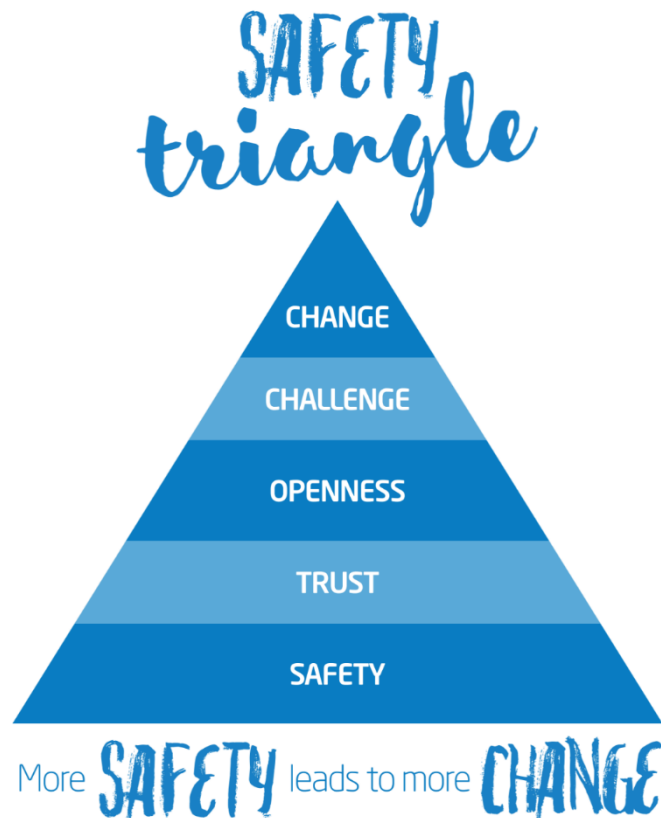 SAFETY
triangle
CHANGE
CHALLENGE
OPENNESS
TRUST
SAFETY
More SAFETY leads to more CHANGE